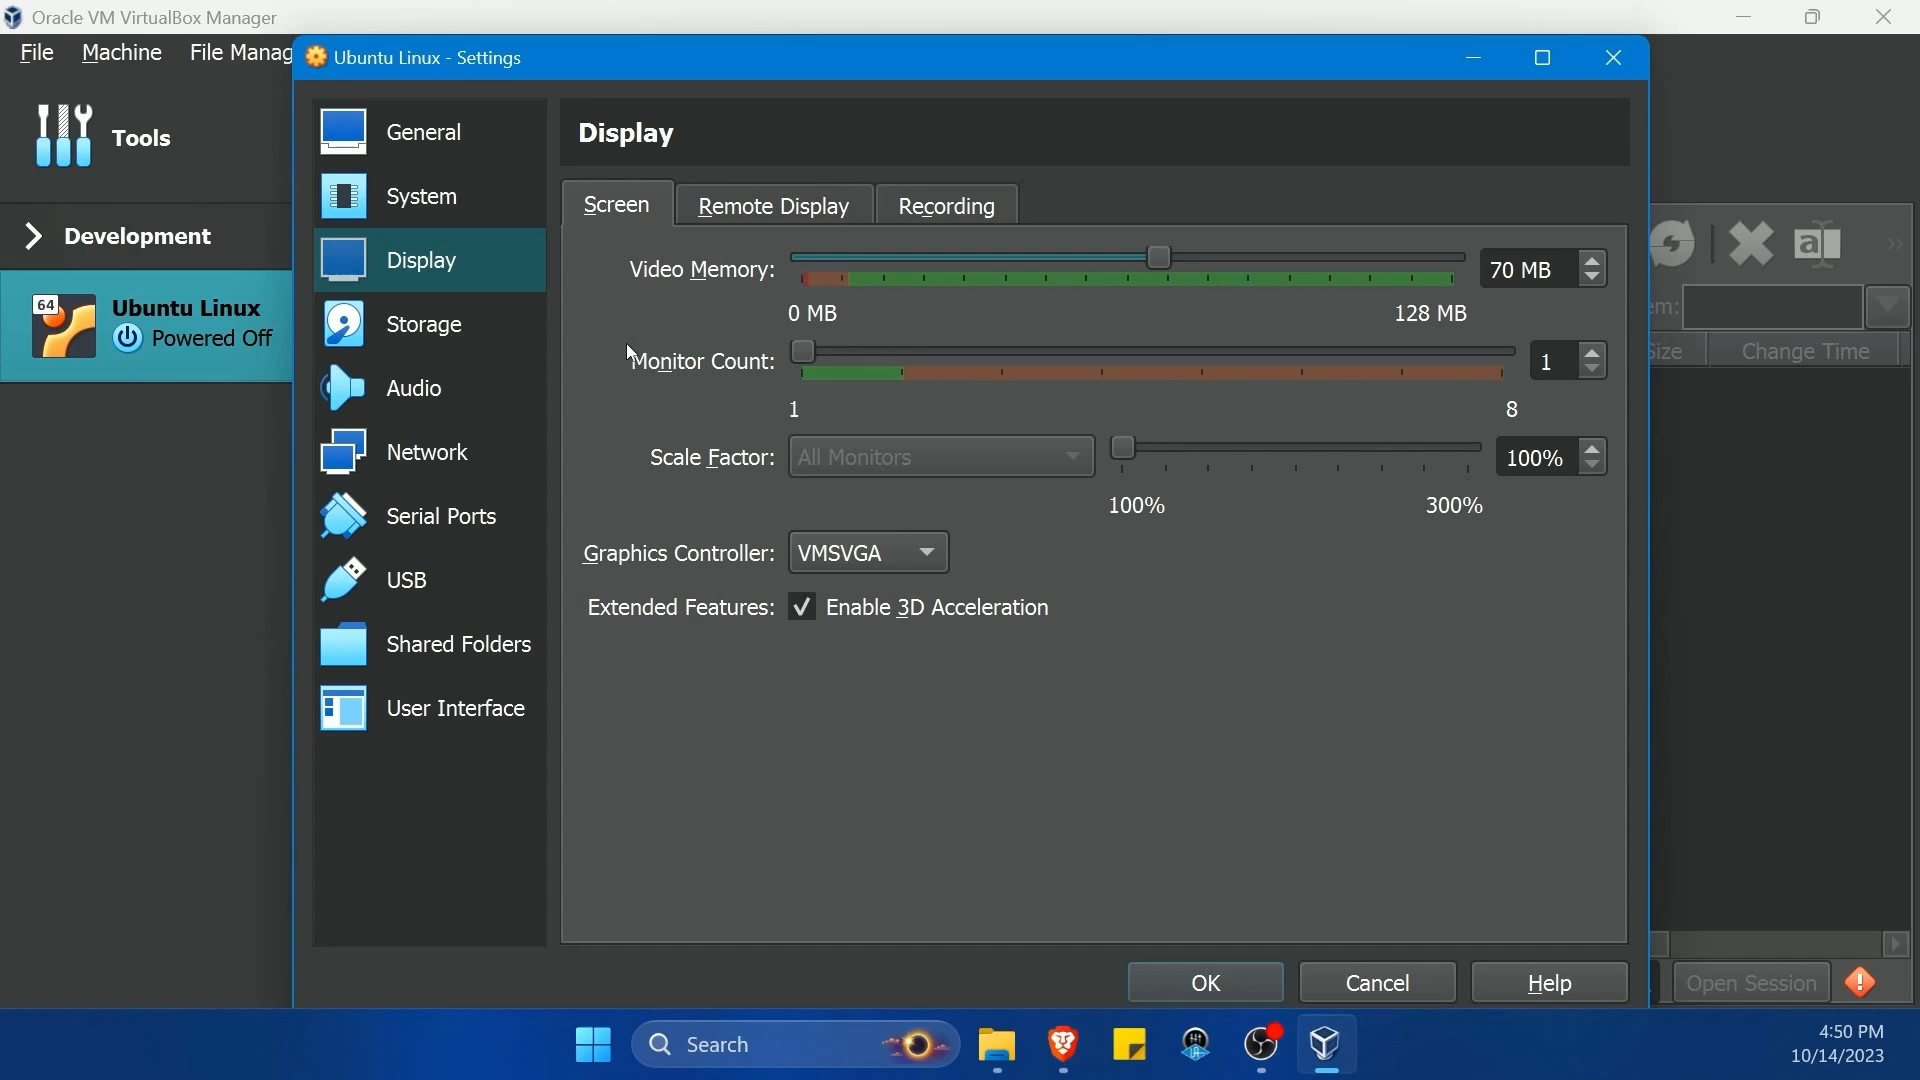 Oracle VM VirtualBox Manager
File Machine File Manag
Ubuntu Linux - Settings
Tools
Development
64
Ubuntu Linux
Powered Off
General
System
Display
Storage
Audio
Network
Serial Ports
USB
Shared Folders
User Interface
Display
Screen Remote Display Recording
Video Memory: 70 MB
0 MB 128 MB
Monitor Count: 1
1 8
Scale Factor: All Monitors 100%
100% 300%
Graphics Controller: VMSVGA
Extended Features: Enable 3D Acceleration
em:
Size Change Time
OK Cancel Help
Open Session
Search
4:50 PM
10/14/2023